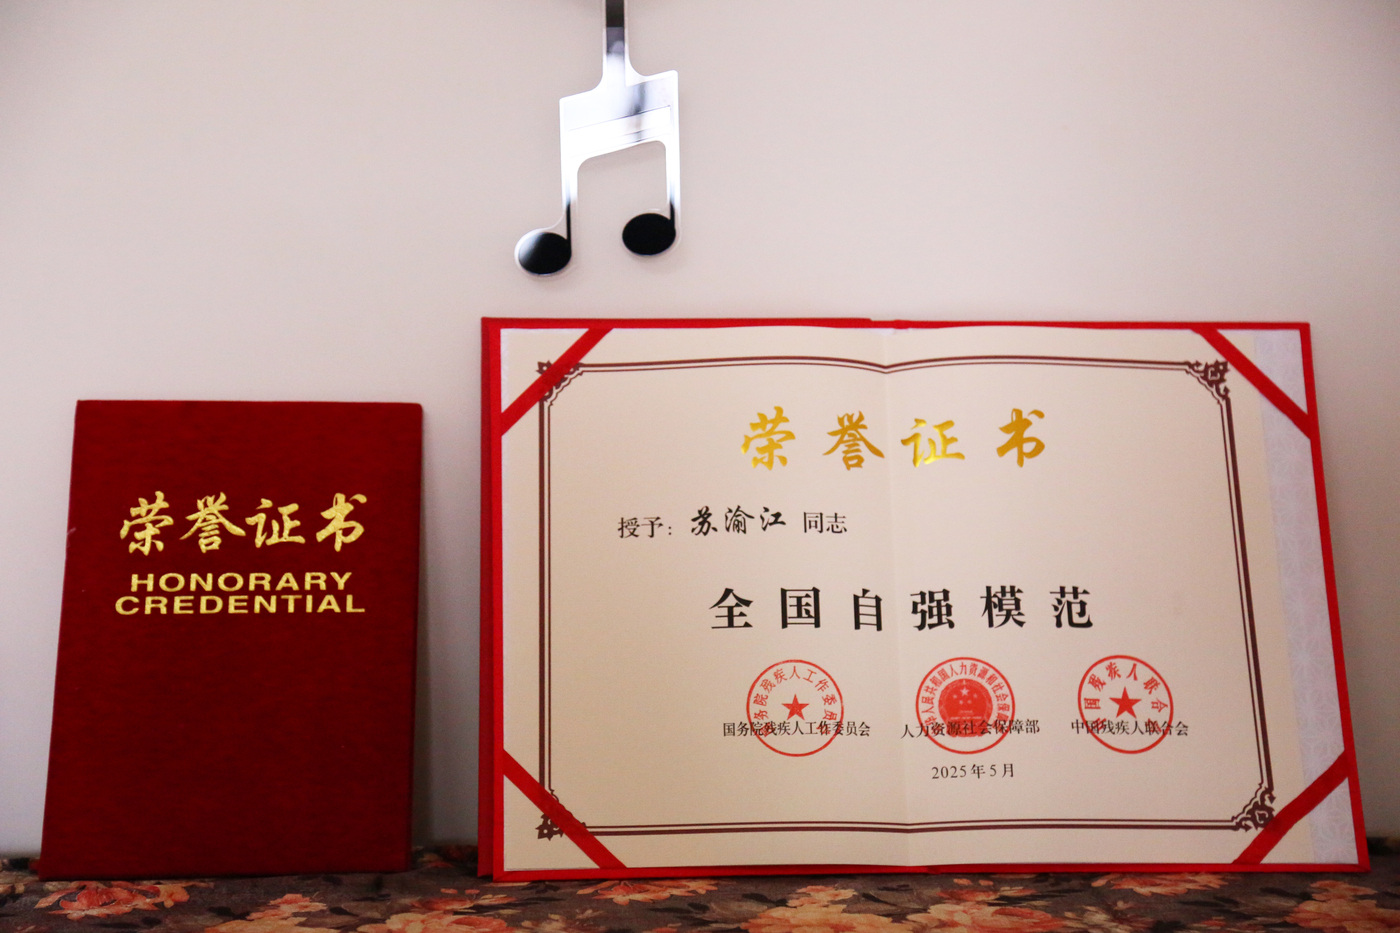 荣誉证书
HONORARY
CREDENTIAL
荣誉证书
授予：苏渝江 同志
全国自强模范
国务院残疾人工作委员会 人力资源社会保障部 中国残疾人联合会
2025年5月